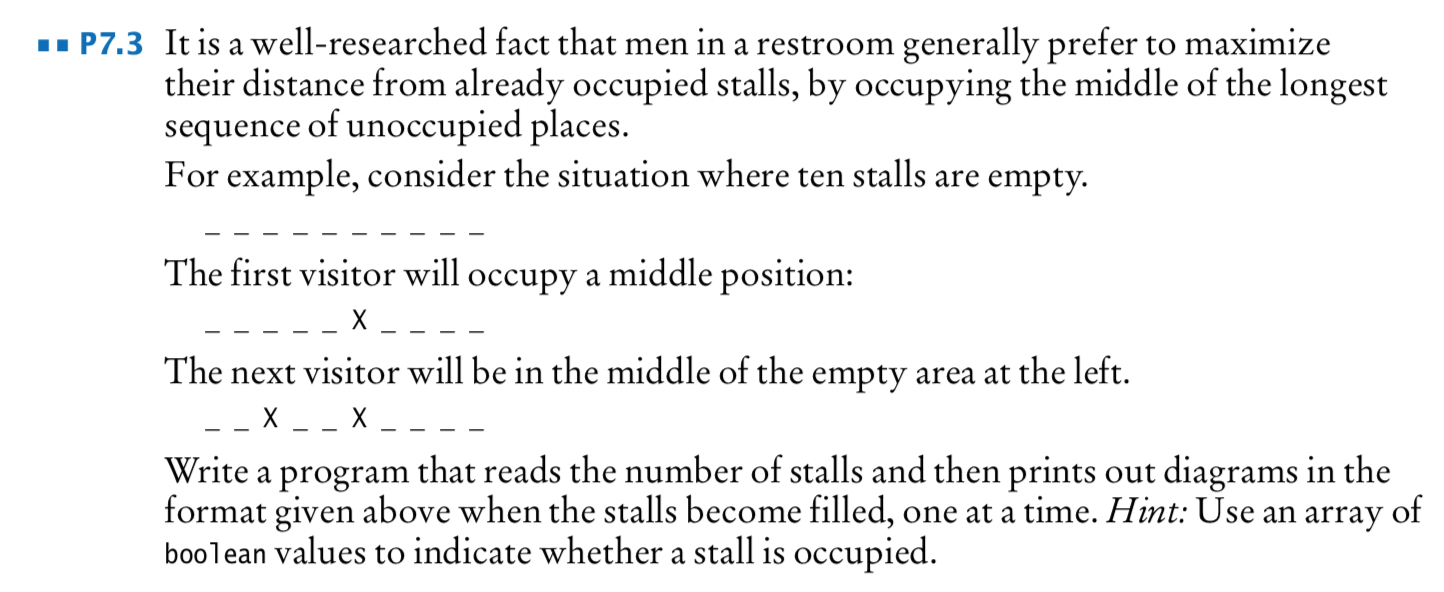 ▪▪ P7.3 It is a well-researched fact that men in a restroom generally prefer to maximize
their distance from already occupied stalls, by occupying the middle of the longest
sequence of unoccupied places.
For example, consider the situation where ten stalls are empty.
_ _ _ _ _ _ _ _ _ _
The first visitor will occupy a middle position:
_ _ _ _ _ X _ _ _ _
The next visitor will be in the middle of the empty area at the left.
_ _ X _ _ X _ _ _ _
Write a program that reads the number of stalls and then prints out diagrams in the
format given above when the stalls become filled, one at a time. Hint: Use an array of
boolean values to indicate whether a stall is occupied.